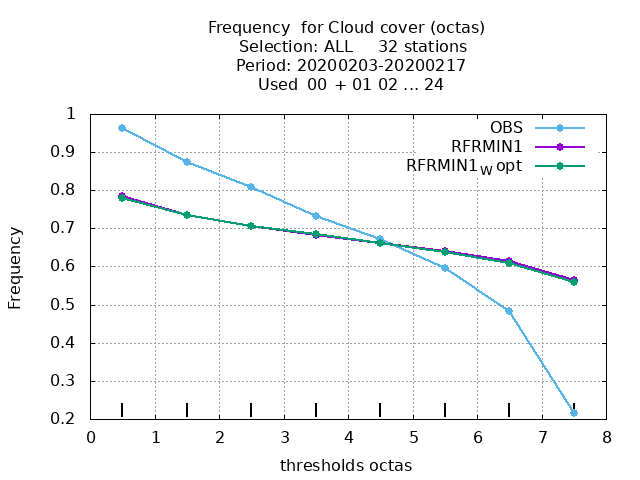 Frequency  for Cloud cover (octas)
Selection: ALL     32 stations
Period: 20200203-20200217
Used  00  + 01 02 ... 24
OBS
RFRMIN1
RFRMIN1W opt
1
0.9
0.8
0.7
0.6
0.5
0.4
0.3
0.2
Frequency
0 1 2 3 4 5 6 7 8
thresholds octas